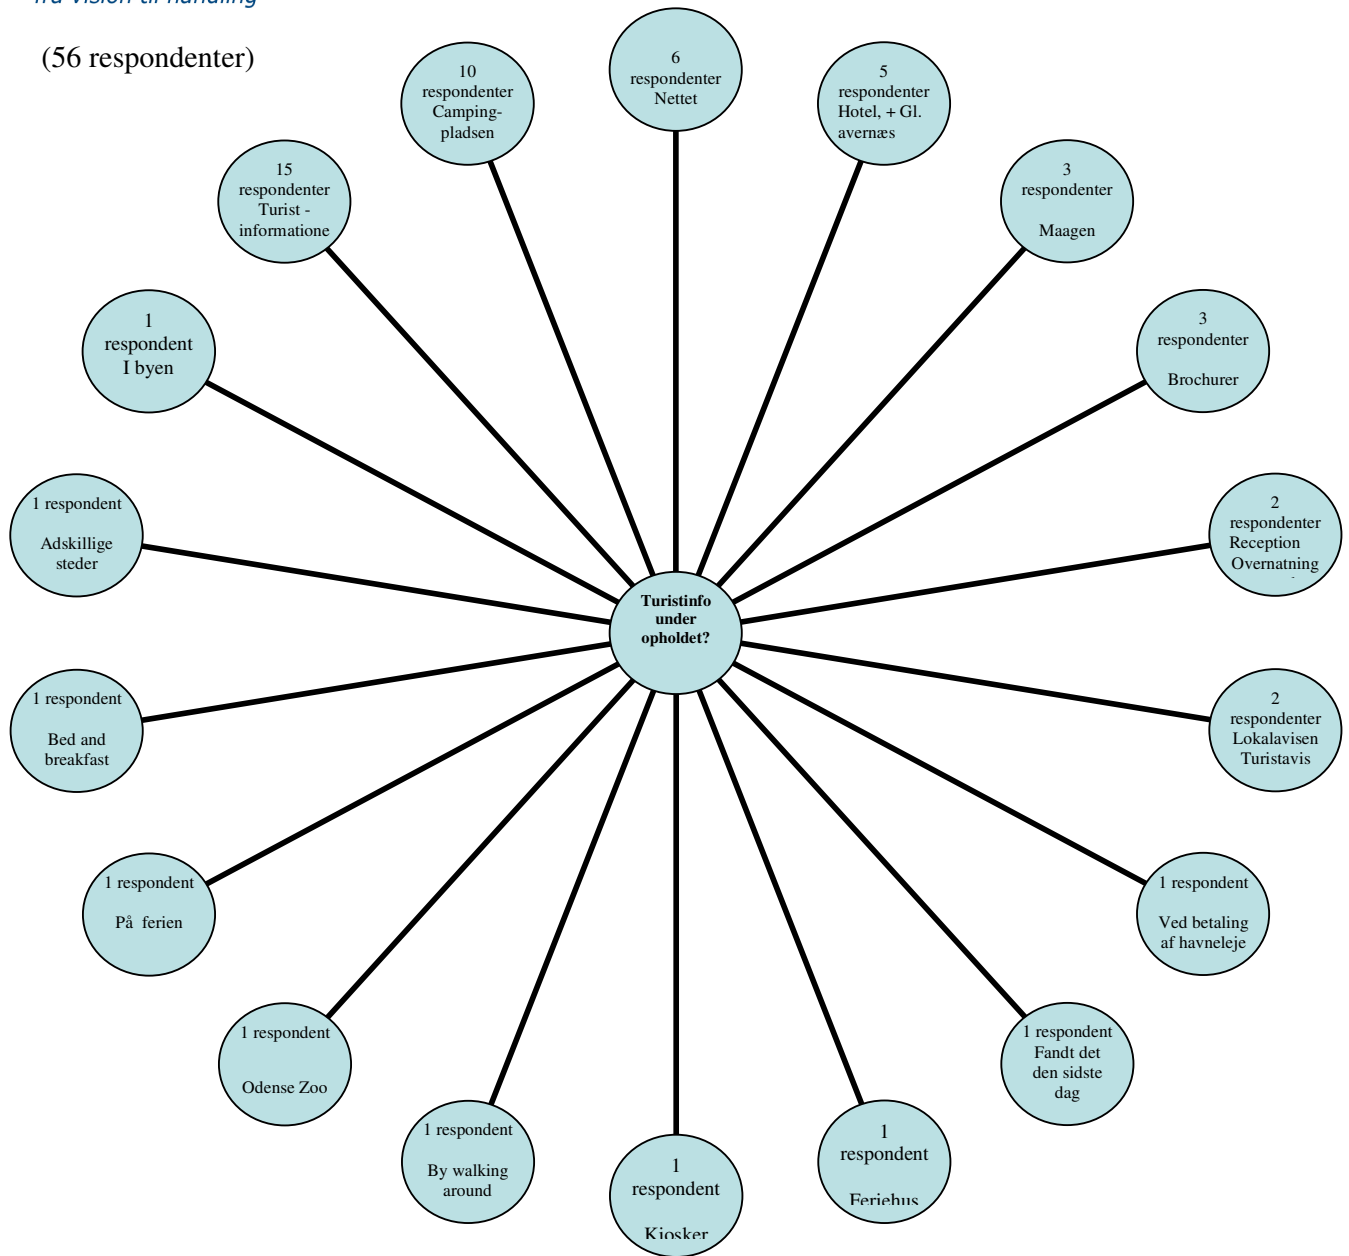 fra vision til handling
(56 respondenter)
6
respondenter
Nettet
5
respondenter
Hotel, + Gl.
avernæs
3
respondenter
Maagen
3
respondenter
Brochurer
2
respondenter
Reception
Overnatning
2
respondenter
Lokalavisen
Turistavis
1 respondent
Ved betaling
af havneleje
1 respondent
Fandt det
den sidste
dag
1
respondent
Feriehus
1
respondent
Kiosker
1 respondent
By walking
around
1 respondent
Odense Zoo
1 respondent
På ferien
1 respondent
Bed and
breakfast
1 respondent
Adskillige
steder
1
respondent
I byen
15
respondenter
Turist -
informatione
10
respondenter
Camping-
pladsen
Turistinfo
under
opholdet?